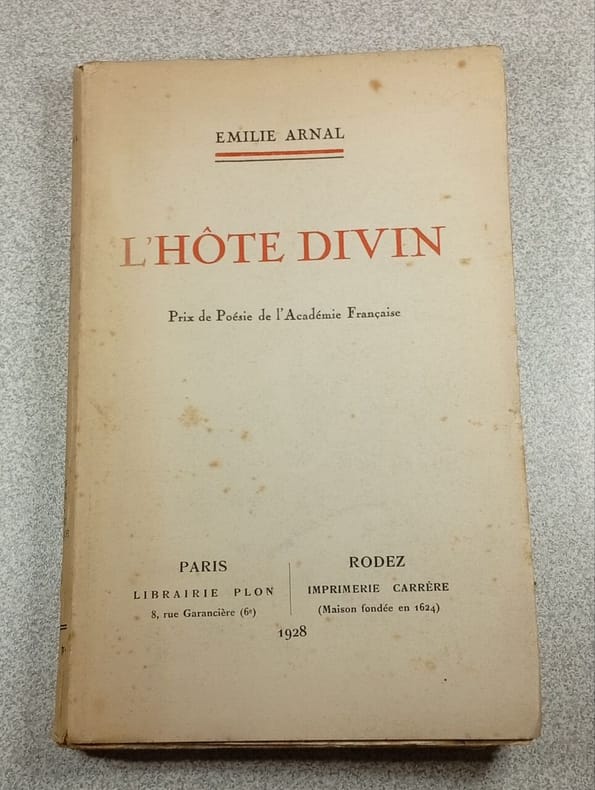 EMILIE ARNAL
L'HÔTE DIVIN
Prix de Poésie de l'Académie Française
PARIS
LIBRAIRIE PLON
8, rue Garancière (6e)
RODEZ
IMPRIMERIE CARRÈRE
(Maison fondée en 1624)
1928